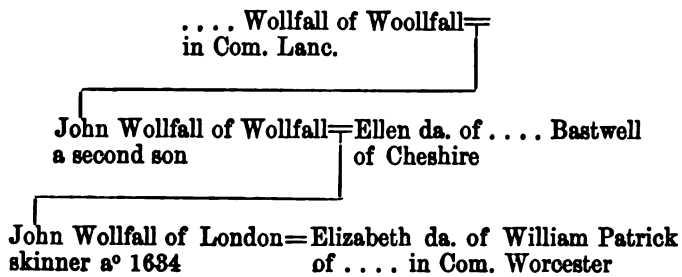 .... Wollfall of Woollfall=
in Com. Lanc.
John Wollfall of Wollfall=Ellen da. of .... Bastwell
a second son of Cheshire
John Wollfall of London=Elizabeth da. of William Patrick
skinner aº 1634 of .... in Com. Worcester